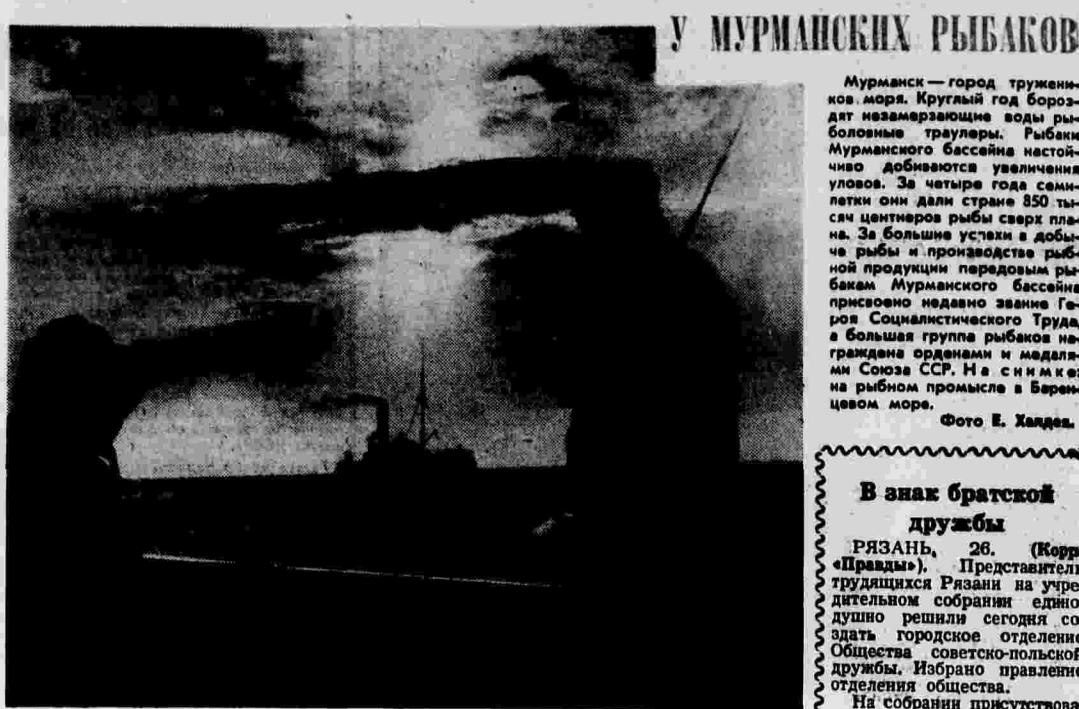 У МУРМАНСКИХ РЫБАКОВ
Мурманск — город тружени-
ков моря. Круглый год бороз-
дят незамерзающие воды ры-
боловные траулеры. Рыбаки
Мурманского бассейна настой-
чиво добиваются увеличения
уловов. За четыре года семи-
летки они дали стране 850 ты-
сяч центнеров рыбы сверх пла-
на. За большие успехи в добы-
че рыбы и производстве рыб-
ной продукции передовым ры-
бакам Мурманского бассейна
присвоено недавно звание Ге-
роя Социалистического Труда,
а большая группа рыбаков на-
граждена орденами и медаля-
ми Союза ССР. На снимке:
на рыбном промысле в Барен-
цевом море.
Фото Е. Халдея.
В знак братской
дружбы
РЯЗАНЬ, 26. (Корр.
«Правды»). Представители
трудящихся Рязани на учре-
дительном собрании едино-
душно решили сегодня со-
здать городское отделение
Общества советско-польской
дружбы. Избрано правление
отделения общества.
На собрании присутствова-